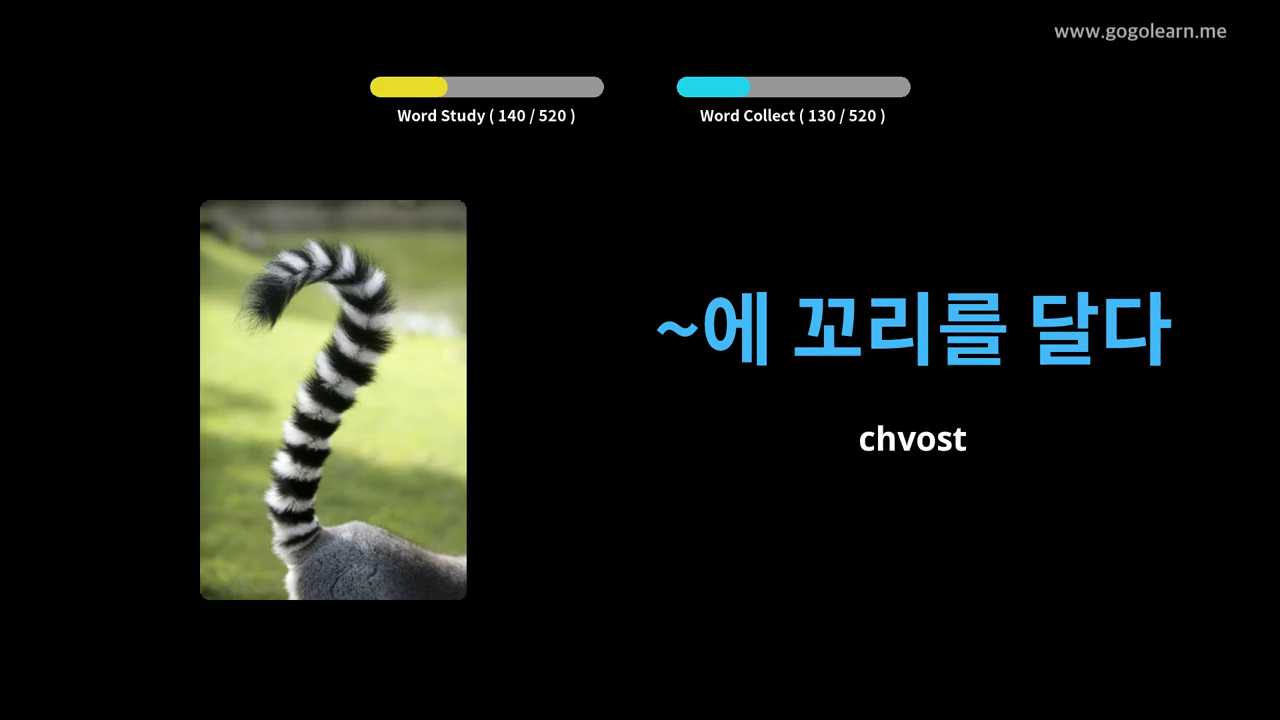 www.gogolearn.me
Word Study ( 140 / 520 )
Word Collect ( 130 / 520 )
~에 꼬리를 달다
chvost